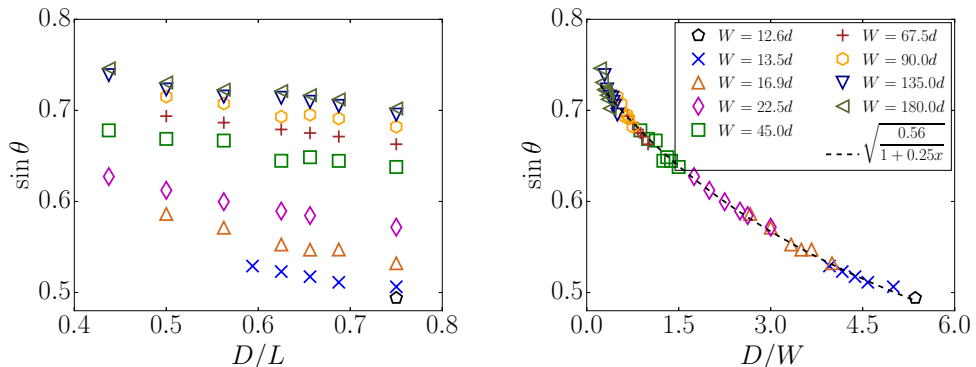 0.8
0.7
0.6
0.5
sin θ
0.4 0.5 0.6 0.7 0.8
D/L
0.8
0.7
0.6
0.5
sin θ
W = 12.6d
W = 13.5d
W = 16.9d
W = 22.5d
W = 45.0d
W = 67.5d
W = 90.0d
W = 135.0d
W = 180.0d
√(0.56 / (1 + 0.25x))
0.0 1.5 3.0 4.5 6.0
D/W